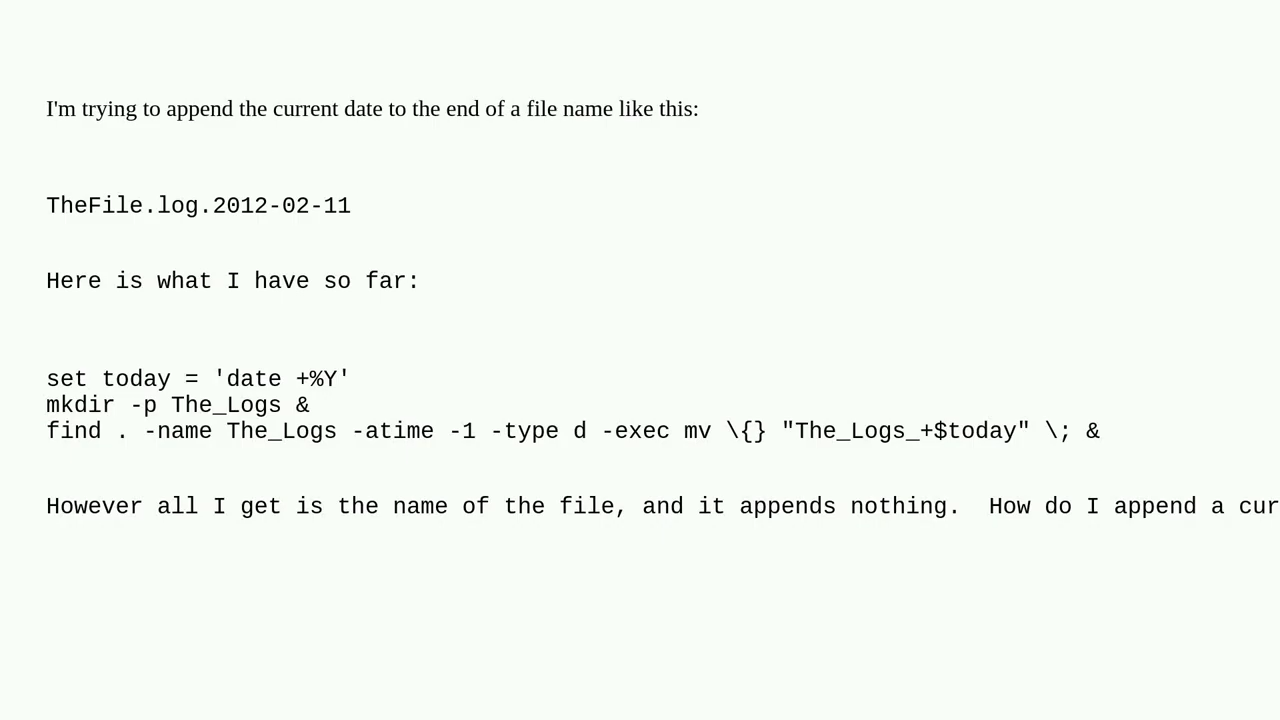 I'm trying to append the current date to the end of a file name like this:
TheFile.log.2012-02-11
Here is what I have so far:
set today = 'date +%Y'
mkdir -p The_Logs &
find . -name The_Logs -atime -1 -type d -exec mv \{} "The_Logs_+$today" \; &
However all I get is the name of the file, and it appends nothing.  How do I append a